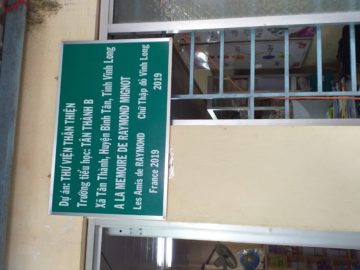 Dự án: THƯ VIỆN THÂN THIỆN
Trường tiểu học: TÂN THÀNH B
Xã Tân Thành, Huyện Bình Tân, Tỉnh Vĩnh Long
A LA MEMOIRE DE RAYMOND MIGNOT
Les Amis de RAYMOND Chữ Thập đỏ Vĩnh Long
France 2019 2019